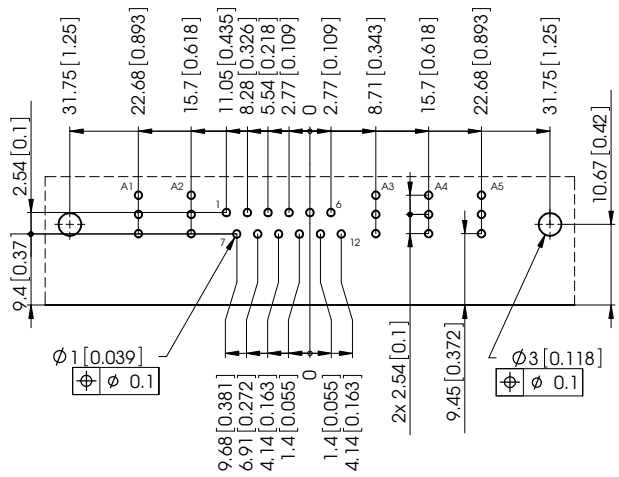 31.75 [1.25]
22.68 [0.893]
15.7 [0.618]
11.05 [0.435]
8.28 [0.326]
5.54 [0.218]
2.77 [0.109]
0
2.77 [0.109]
8.71 [0.343]
15.7 [0.618]
22.68 [0.893]
31.75 [1.25]
2.54 [0.1]
10.67 [0.42]
A1
A2
A3
A4
A5
1
6
7
12
9.4 [0.37
Ø1 [0.039]
⌖ Ø 0.1
9.68 [0.381]
6.91 [0.272]
4.14 [0.163]
1.4 [0.055]
0
1.4 [0.055]
4.14 [0.163]
2x 2.54 [0.1]
9.45 [0.372]
Ø3 [0.118]
⌖ Ø 0.1